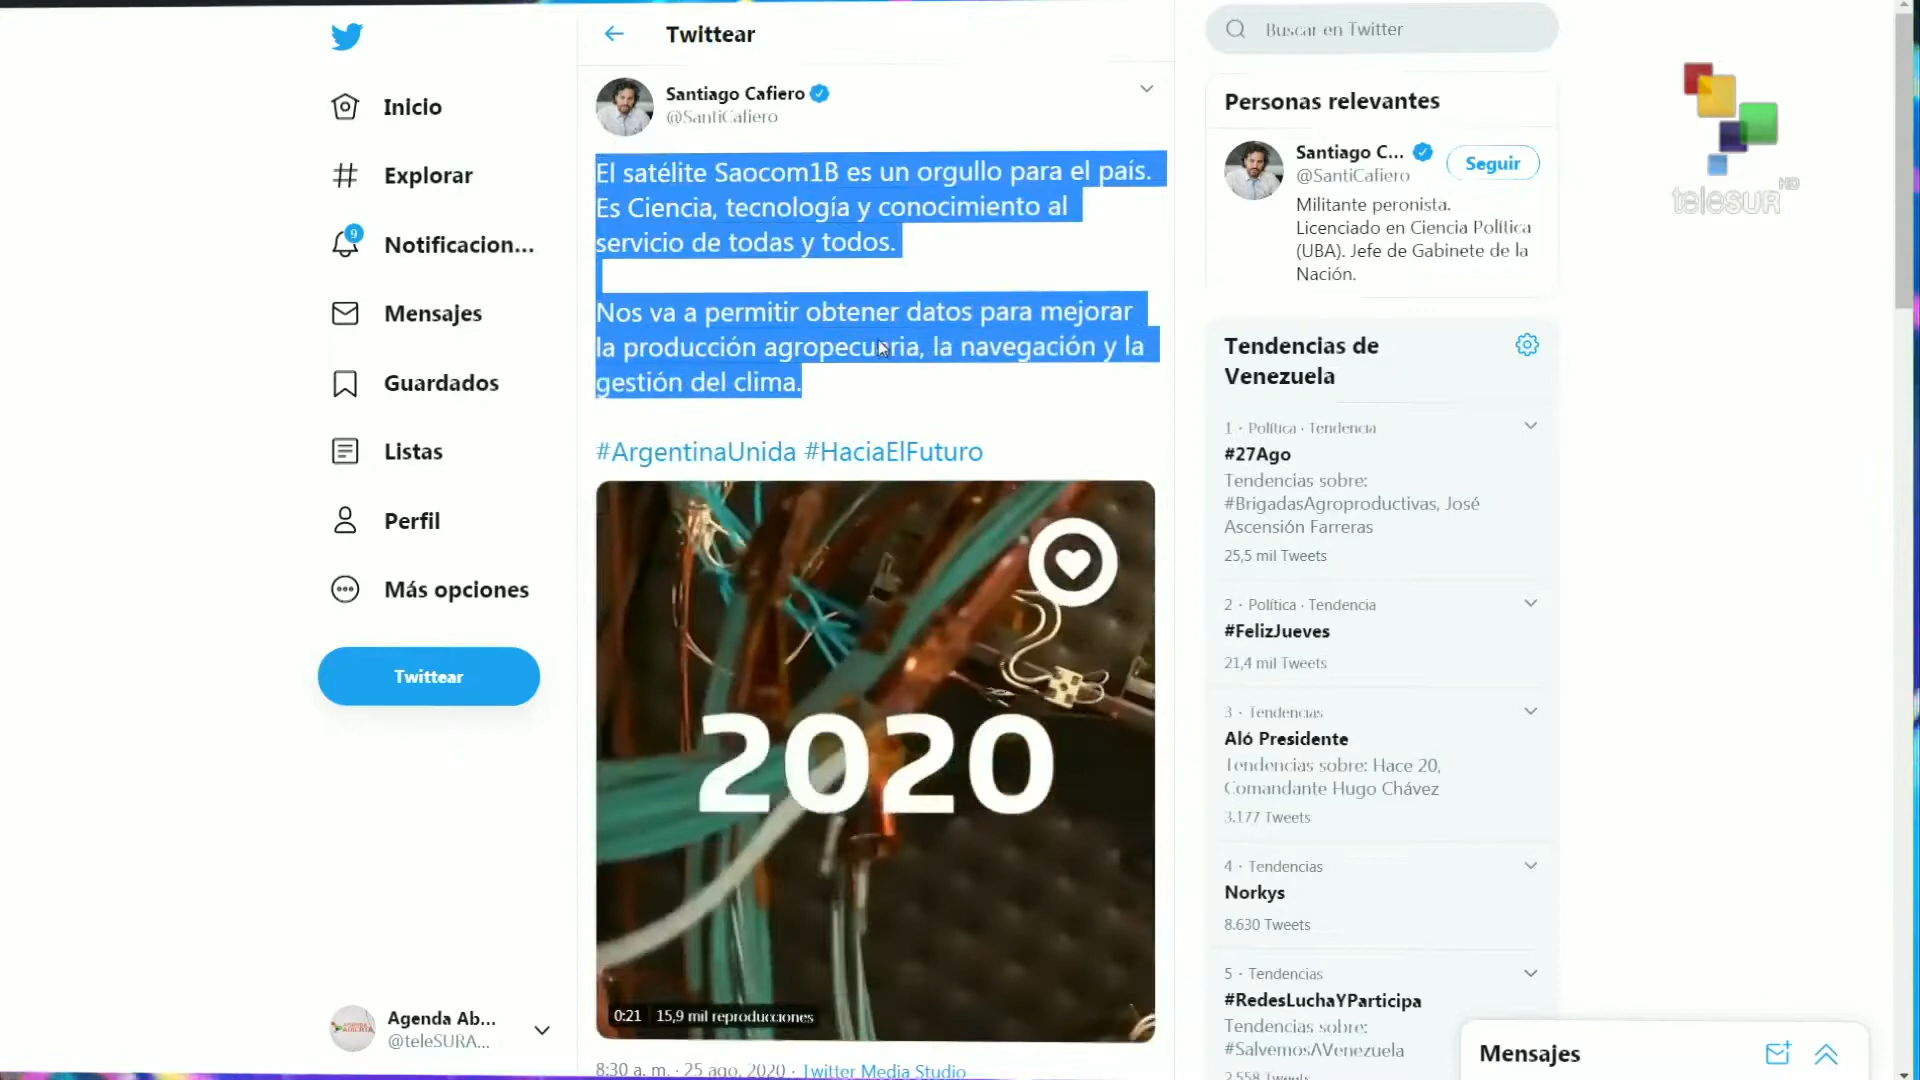 Inicio
Explorar
9
Notificacion...
Mensajes
Guardados
Listas
Perfil
Más opciones
Twittear
Agenda Ab...
@teleSURA...
Twittear
Santiago Cafiero
@SantiCafiero
El satélite Saocom1B es un orgullo para el país.
Es Ciencia, tecnología y conocimiento al
servicio de todas y todos.
Nos va a permitir obtener datos para mejorar
la producción agropecuaria, la navegación y la
gestión del clima.
#ArgentinaUnida #HaciaElFuturo
2020
0:21 15,9 mil reproducciones
8:30 a. m. · 25 ago. 2020 · Twitter Media Studio
Buscar en Twitter
Personas relevantes
Santiago C...
@SantiCafiero
Seguir
Militante peronista.
Licenciado en Ciencia Política
(UBA). Jefe de Gabinete de la
Nación.
Tendencias de
Venezuela
1 · Política · Tendencia
#27Ago
Tendencias sobre:
#BrigadasAgroproductivas, José
Ascensión Farreras
25,5 mil Tweets
2 · Política · Tendencia
#FelizJueves
21,4 mil Tweets
3 · Tendencias
Aló Presidente
Tendencias sobre: Hace 20,
Comandante Hugo Chávez
3.177 Tweets
4 · Tendencias
Norkys
8.630 Tweets
5 · Tendencias
#RedesLuchaYParticipa
Tendencias sobre:
#SalvemosAVenezuela
2.558 Tweets
Mensajes
teleSUR HD